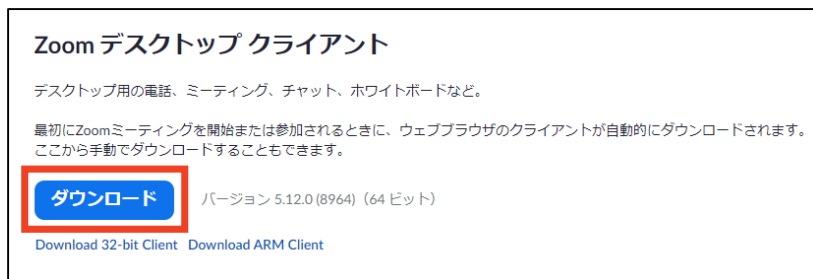 Zoom デスクトップ クライアント
デスクトップ用の電話、ミーティング、チャット、ホワイトボードなど。
最初にZoomミーティングを開始または参加されるときに、ウェブブラウザのクライアントが自動的にダウンロードされます。
ここから手動でダウンロードすることもできます。
ダウンロード バージョン 5.12.0 (8964)（64 ビット）
Download 32-bit Client Download ARM Client